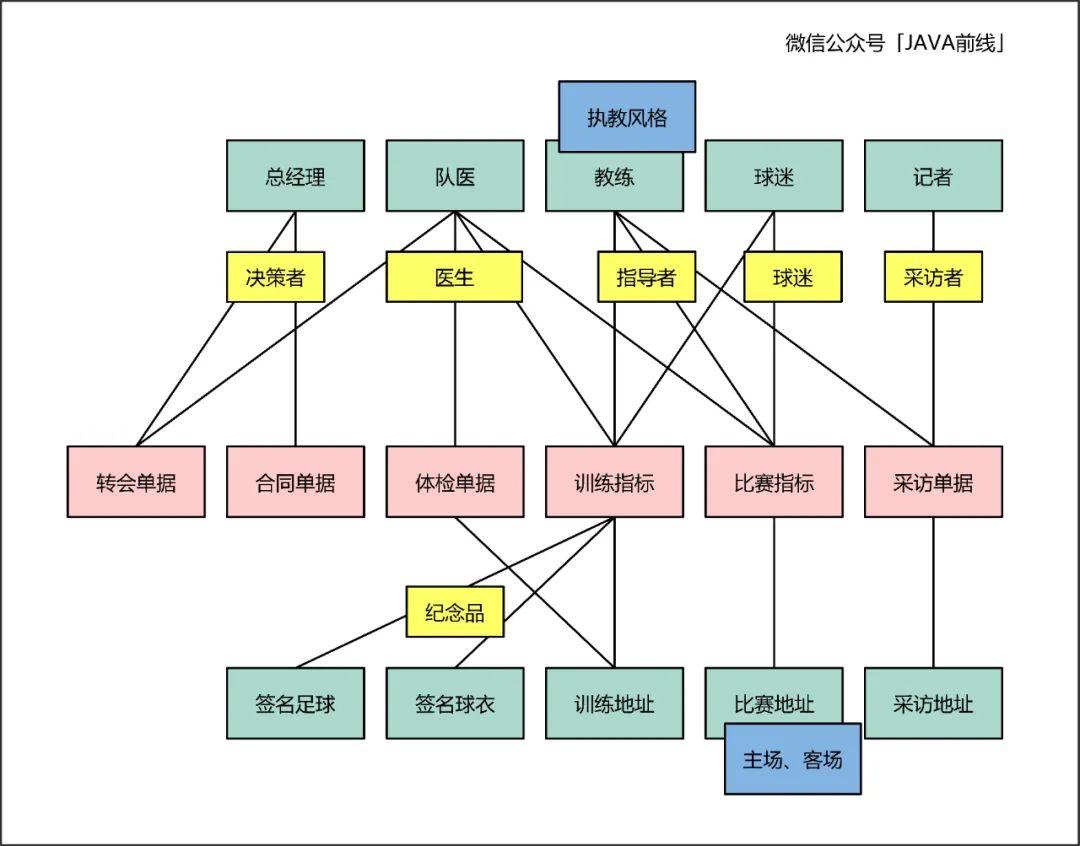 微信公众号「JAVA前线」
执教风格
总经理
队医
教练
球迷
记者
决策者
医生
指导者
球迷
采访者
转会单据
合同单据
体检单据
训练指标
比赛指标
采访单据
纪念品
签名足球
签名球衣
训练地址
比赛地址
采访地址
主场、客场